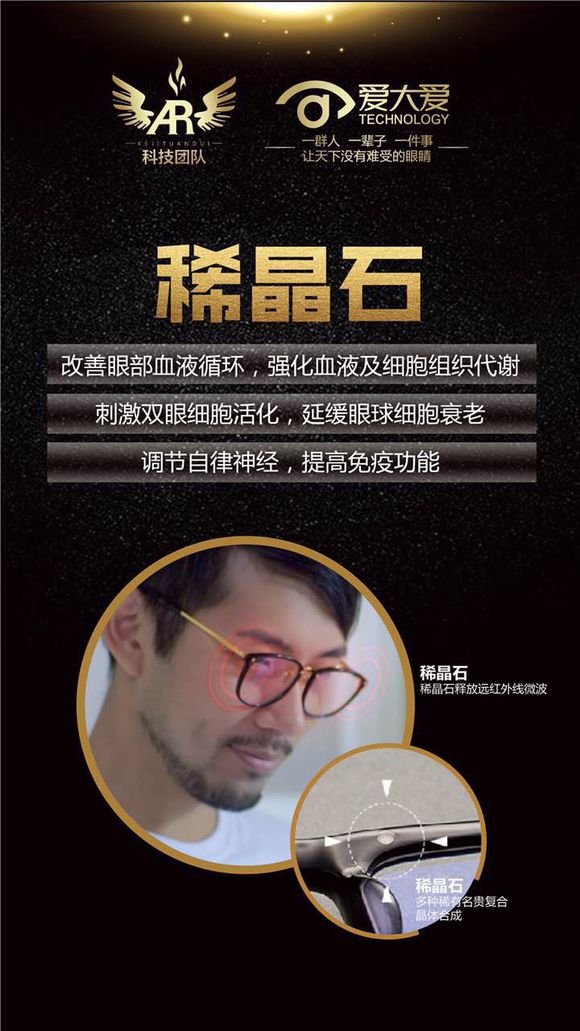 AR
KEJITUANDUI
科技团队
爱大爱
TECHNOLOGY
一群人 一辈子 一件事
让天下没有难受的眼睛
稀晶石
改善眼部血液循环，强化血液及细胞组织代谢
刺激双眼细胞活化，延缓眼球细胞衰老
调节自律神经，提高免疫功能
稀晶石
稀晶石释放远红外线微波
稀晶石
多种稀有名贵复合
晶体合成